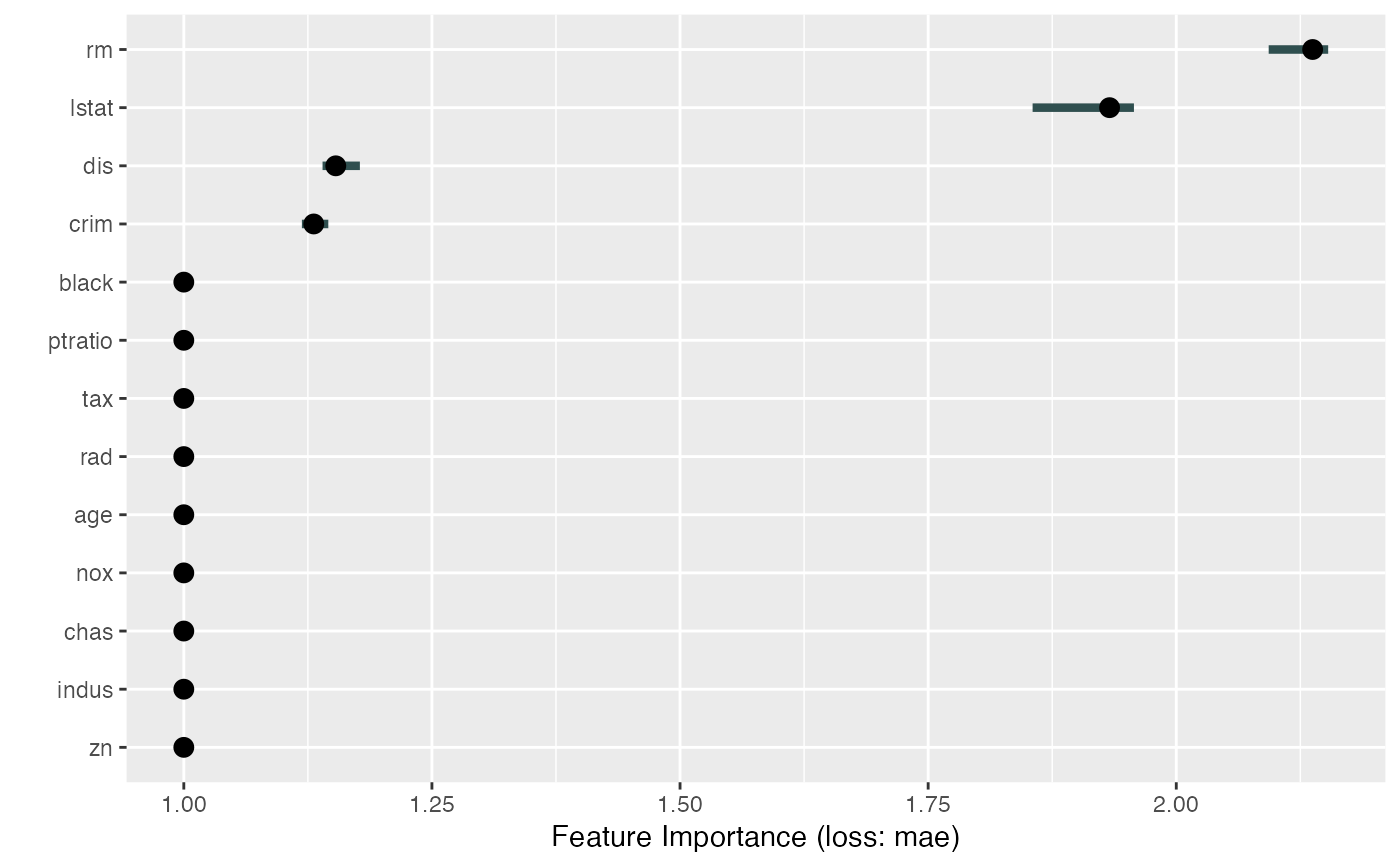 rm
lstat
dis
crim
black
ptratio
tax
rad
age
nox
chas
indus
zn
1.00 1.25 1.50 1.75 2.00
Feature Importance (loss: mae)